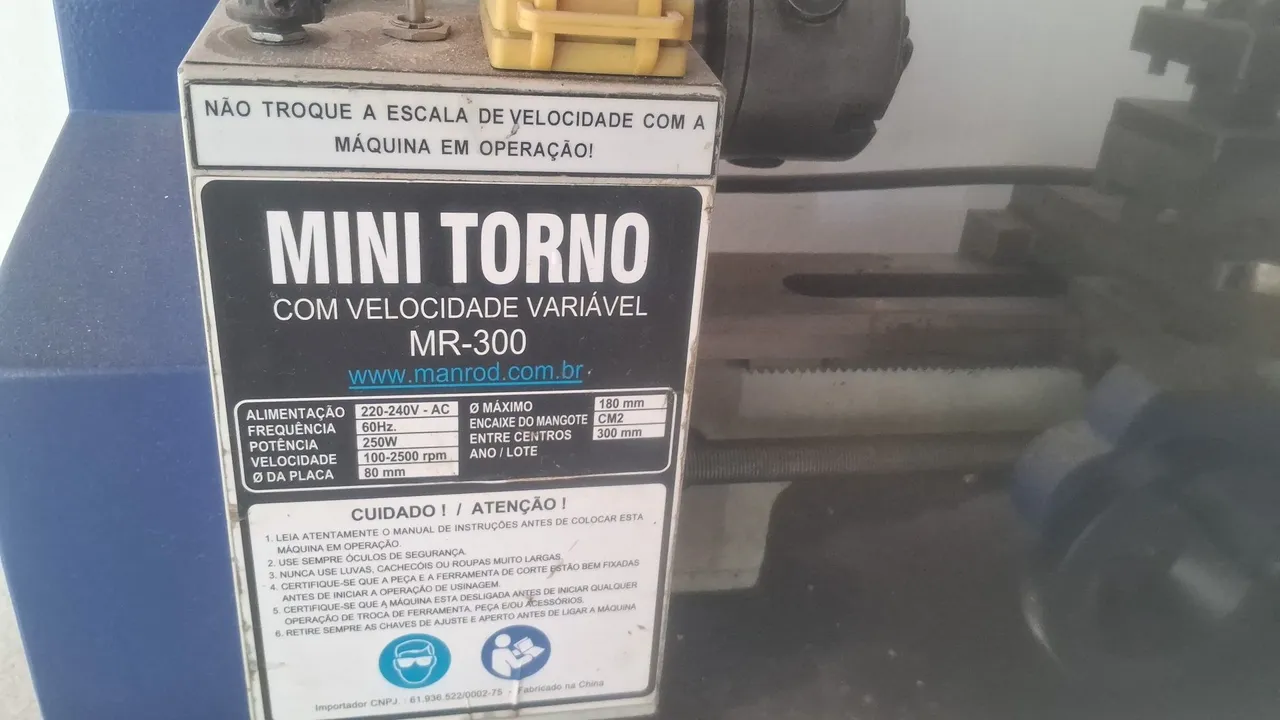 NÃO TROQUE A ESCALA DE VELOCIDADE COM A
MÁQUINA EM OPERAÇÃO!
MINI TORNO
COM VELOCIDADE VARIÁVEL
MR-300
www.manrod.com.br
ALIMENTAÇÃO 220-240V - AC
FREQUÊNCIA 60Hz.
POTÊNCIA 250W
VELOCIDADE 100-2500 rpm
Ø DA PLACA 80 mm
Ø MÁXIMO 180 mm
ENCAIXE DO MANGOTE CM2
ENTRE CENTROS 300 mm
ANO / LOTE
CUIDADO ! / ATENÇÃO !
1. LEIA ATENTAMENTE O MANUAL DE INSTRUÇÕES ANTES DE COLOCAR ESTA
MÁQUINA EM OPERAÇÃO.
2. USE SEMPRE ÓCULOS DE SEGURANÇA.
3. NUNCA USE LUVAS, CACHECÓIS OU ROUPAS MUITO LARGAS.
4. CERTIFIQUE-SE QUE A PEÇA E A FERRAMENTA DE CORTE ESTÃO BEM FIXADAS
ANTES DE INICIAR A OPERAÇÃO DE USINAGEM.
5. CERTIFIQUE-SE QUE A MÁQUINA ESTA DESLIGADA ANTES DE INICIAR QUALQUER
OPERAÇÃO DE TROCA DE FERRAMENTA, PEÇA E/OU ACESSÓRIOS.
6. RETIRE SEMPRE AS CHAVES DE AJUSTE E APERTO ANTES DE LIGAR A MÁQUINA
Importador CNPJ. : 61.936.522/0002-75 - Fabricado na China